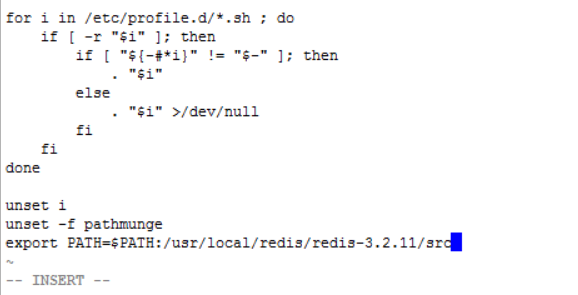 for i in /etc/profile.d/*.sh ; do
    if [ -r "$i" ]; then
        if [ "${-#*i}" != "$-" ]; then
            . "$i"
        else
            . "$i" >/dev/null
        fi
    fi
done

unset i
unset -f pathmunge
export PATH=$PATH:/usr/local/redis/redis-3.2.11/src
~
-- INSERT --